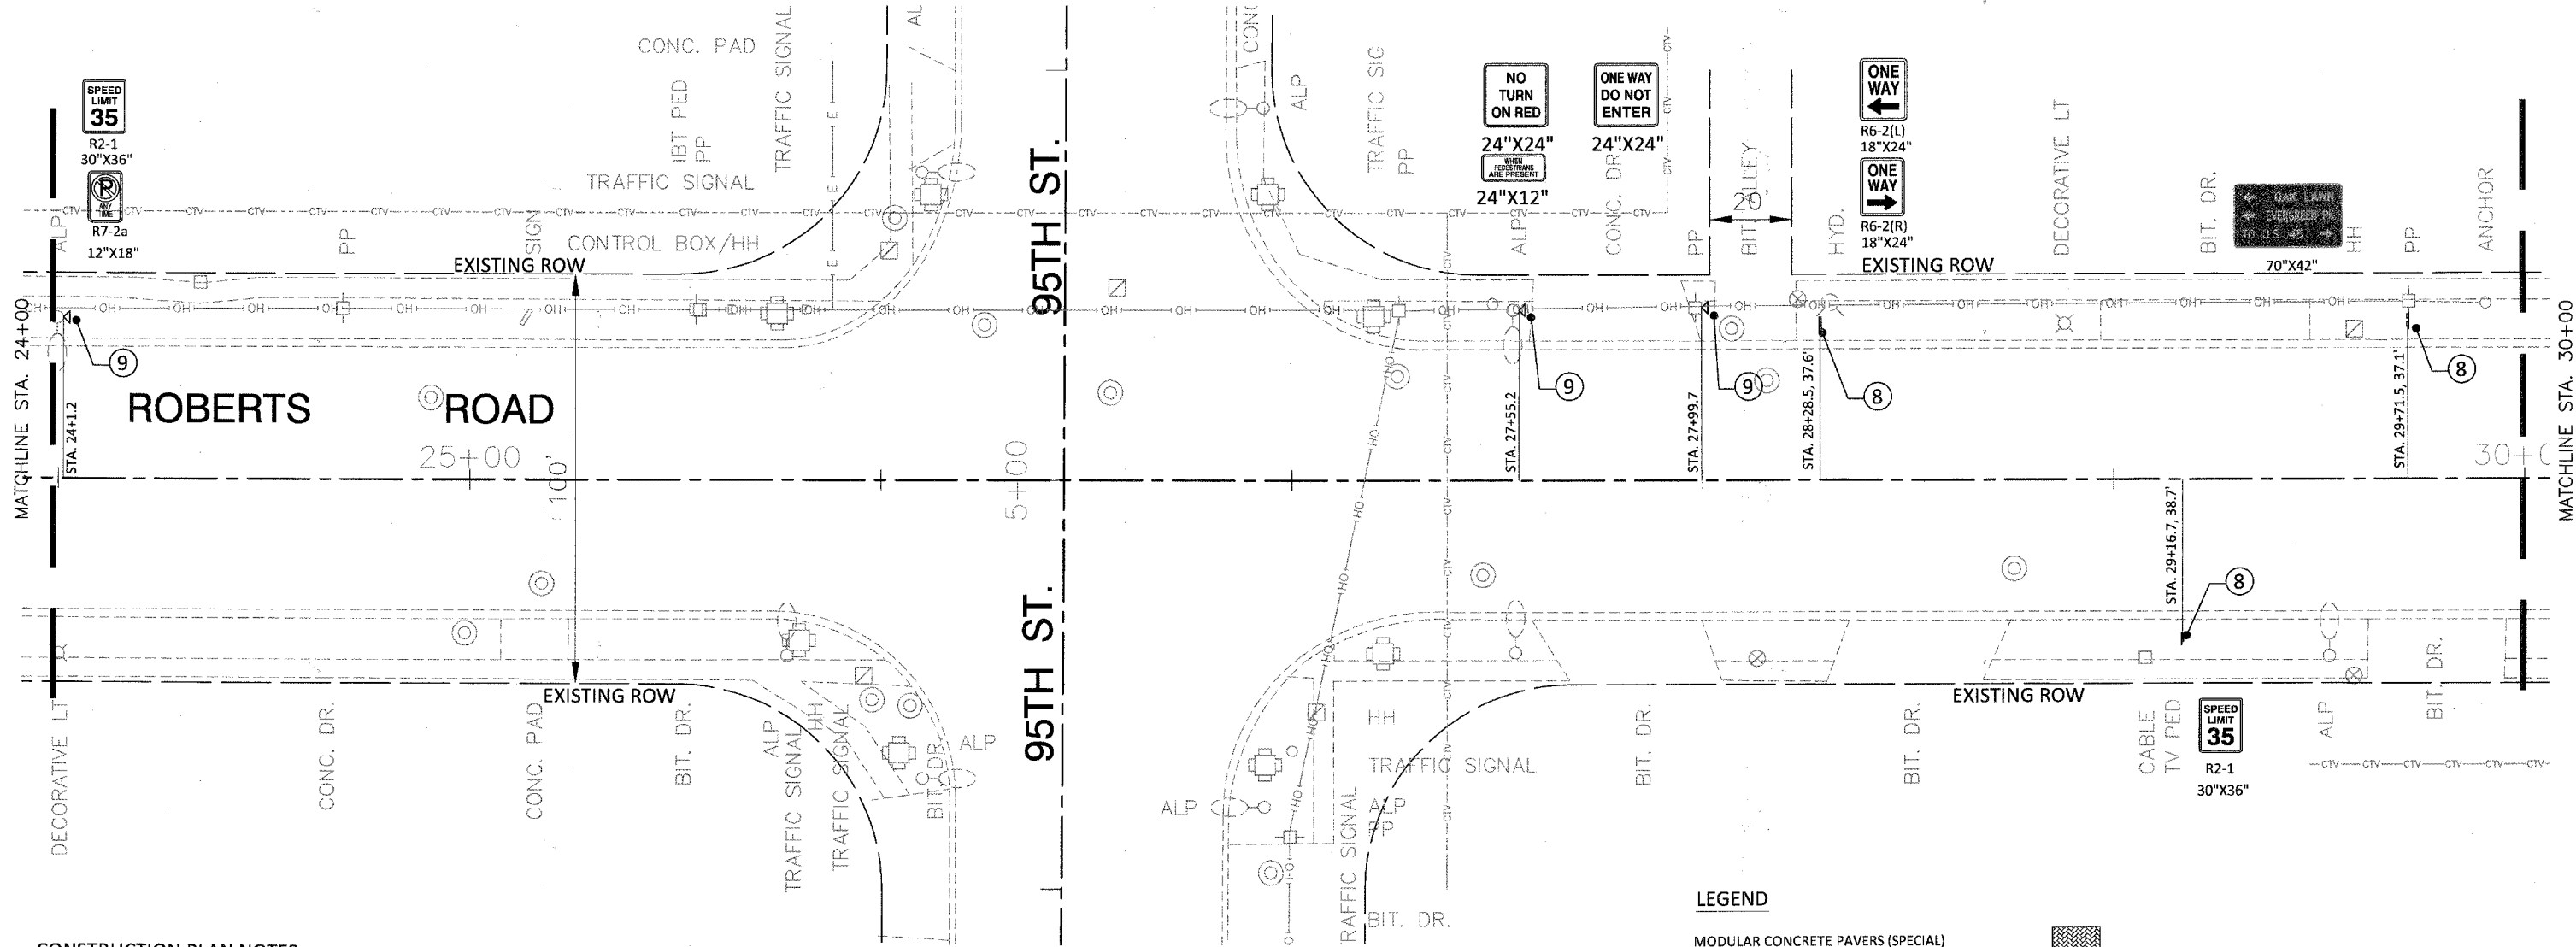 CONC. PAD
TRAFFIC SIGNAL
AL
CONC
SPEED
LIMIT
35
R2-1
30"X36"
P
ANY
TIME
R7-2a
12"X18"
IBT PED
PP
TRAFFIC SIGNAL
CONTROL BOX/HH
ALP
PP
SIGN
EXISTING ROW
95TH ST.
ALP
TRAFFIC SIG
PP
NO
TURN
ON RED
24"X24"
WHEN
PEDESTRIANS
ARE PRESENT
24"X12"
ONE WAY
DO NOT
ENTER
24"X24"
ALP
CONC. DR.
PP
BIT. ALLEY
20'
ONE
WAY
R6-2(L)
18"X24"
ONE
WAY
R6-2(R)
18"X24"
HYD.
EXISTING ROW
DECORATIVE LT
BIT. DR.
OAK LAWN
EVERGREEN PK
TO U.S. 45
70"X42"
HH
PP
ANCHOR
MATCHLINE STA. 24+00
9
ROBERTS ROAD
STA. 24+1.2
25+00
100'
5+00
9
9
8
8
STA. 27+55.2
STA. 27+99.7
STA. 28+28.5, 37.6'
STA. 29+71.5, 37.1'
30+0
MATCHLINE STA. 30+00
STA. 29+16.7, 38.7'
8
EXISTING ROW
95TH ST.
EXISTING ROW
DECORATIVE LT
CONC. DR.
CONC. PAD
BIT. DR.
ALP
TRAFFIC SIGNAL
HH
TRAFFIC SIGNAL
BIT. DR.
ALP
ALP
HH
TRAFFIC SIGNAL
ALP
PP
TRAFFIC SIGNAL
BIT. DR.
BIT. DR.
BIT. DR.
CABLE
TV PED
SPEED
LIMIT
35
R2-1
30"X36"
ALP
BIT. DR.
LEGEND
MODULAR CONCRETE PAVERS (SPECIAL)
CONSTRUCTION PLAN NOTES